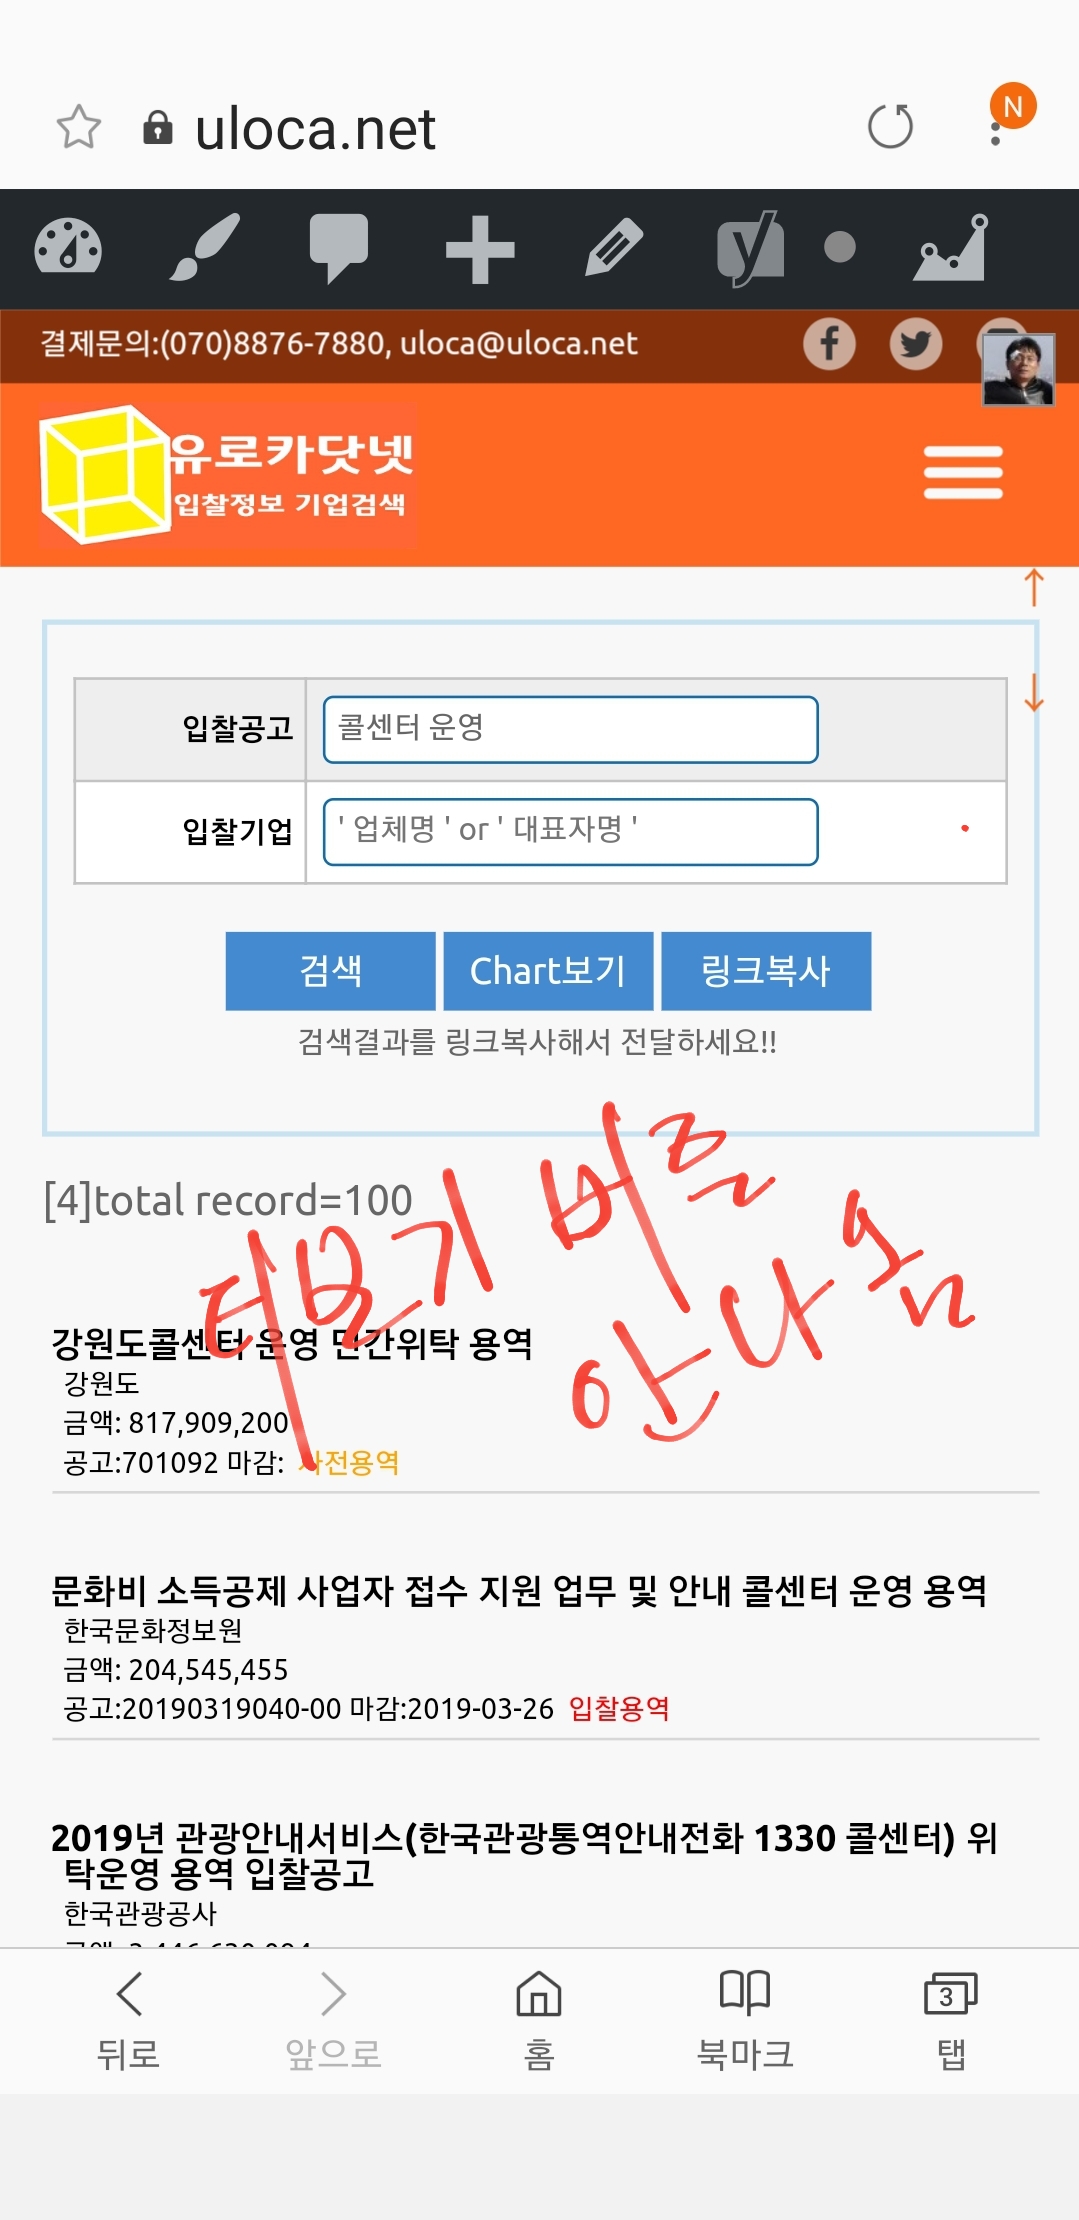 uloca.net
N
결제문의:(070)8876-7880, uloca@uloca.net
유로카닷넷
입찰정보 기업검색
↑
↓
입찰공고 콜센터 운영
입찰기업 ' 업체명 ' or ' 대표자명 '
검색 Chart보기 링크복사
검색결과를 링크복사해서 전달하세요!!
[4]total record=100
더보기 버튼
안나옴
강원도콜센터 운영 민간위탁 용역
강원도
금액: 817,909,200
공고:701092 마감: 사전용역
문화비 소득공제 사업자 접수 지원 업무 및 안내 콜센터 운영 용역
한국문화정보원
금액: 204,545,455
공고:20190319040-00 마감:2019-03-26 입찰용역
2019년 관광안내서비스(한국관광통역안내전화 1330 콜센터) 위
탁운영 용역 입찰공고
한국관광공사
3
뒤로 앞으로 홈 북마크 탭